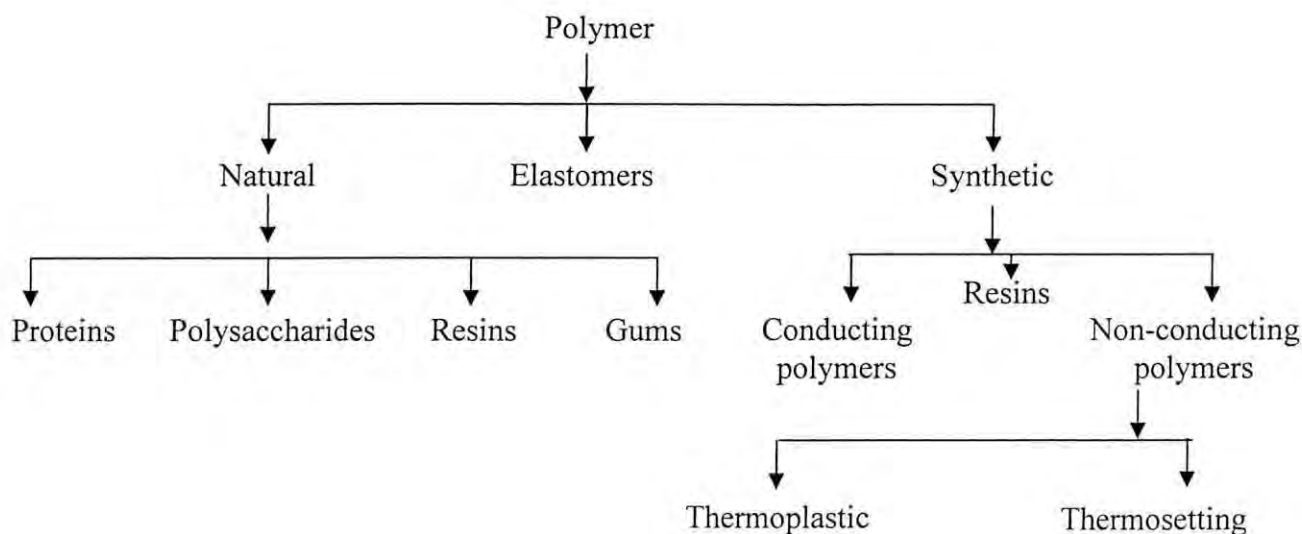 Polymer
Natural Elastomers Synthetic
Resins
Proteins Polysaccharides Resins Gums Conducting Non-conducting
polymers polymers
Thermoplastic Thermosetting